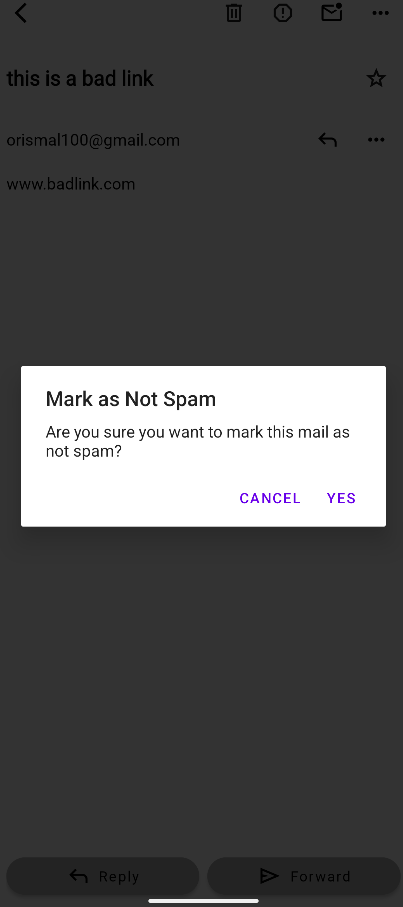 this is a bad link
orismal100@gmail.com
www.badlink.com
Mark as Not Spam
Are you sure you want to mark this mail as
not spam?
CANCEL YES
Reply Forward